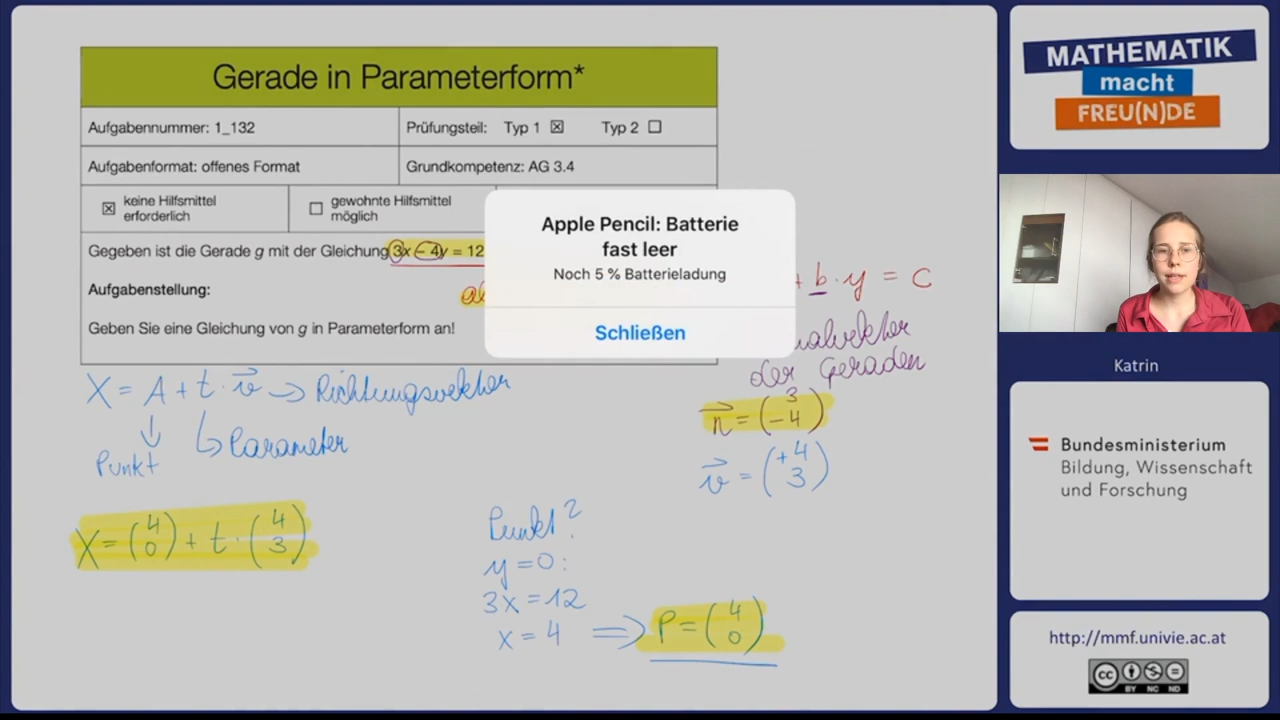 Gerade in Parameterform*
Aufgabennummer: 1_132
Prüfungsteil: Typ 1 ☒ Typ 2 ☐
Aufgabenformat: offenes Format
Grundkompetenz: AG 3.4
☒ keine Hilfsmittel
erforderlich
☐ gewohnte Hilfsmittel
möglich
Gegeben ist die Gerade g mit der Gleichung 3x − 4y = 12
Aufgabenstellung:
Geben Sie eine Gleichung von g in Parameterform an!
Apple Pencil: Batterie
fast leer
Noch 5 % Batterieladung
Schließen
+ b · y = c
der Geraden
n⃗ = (3 −4)
v⃗ = (+4 3)
X = A + t · v⃗ → Richtungsvektor
↓ ↳ Parameter
Punkt
X = (4 0) + t · (4 3)
Punkt?
y = 0:
3x = 12
x = 4 ⇒ P = (4 0)
MATHEMATIK
macht
FREU(N)DE
Katrin
Bundesministerium
Bildung, Wissenschaft
und Forschung
http://mmf.univie.ac.at
cc BY NC ND